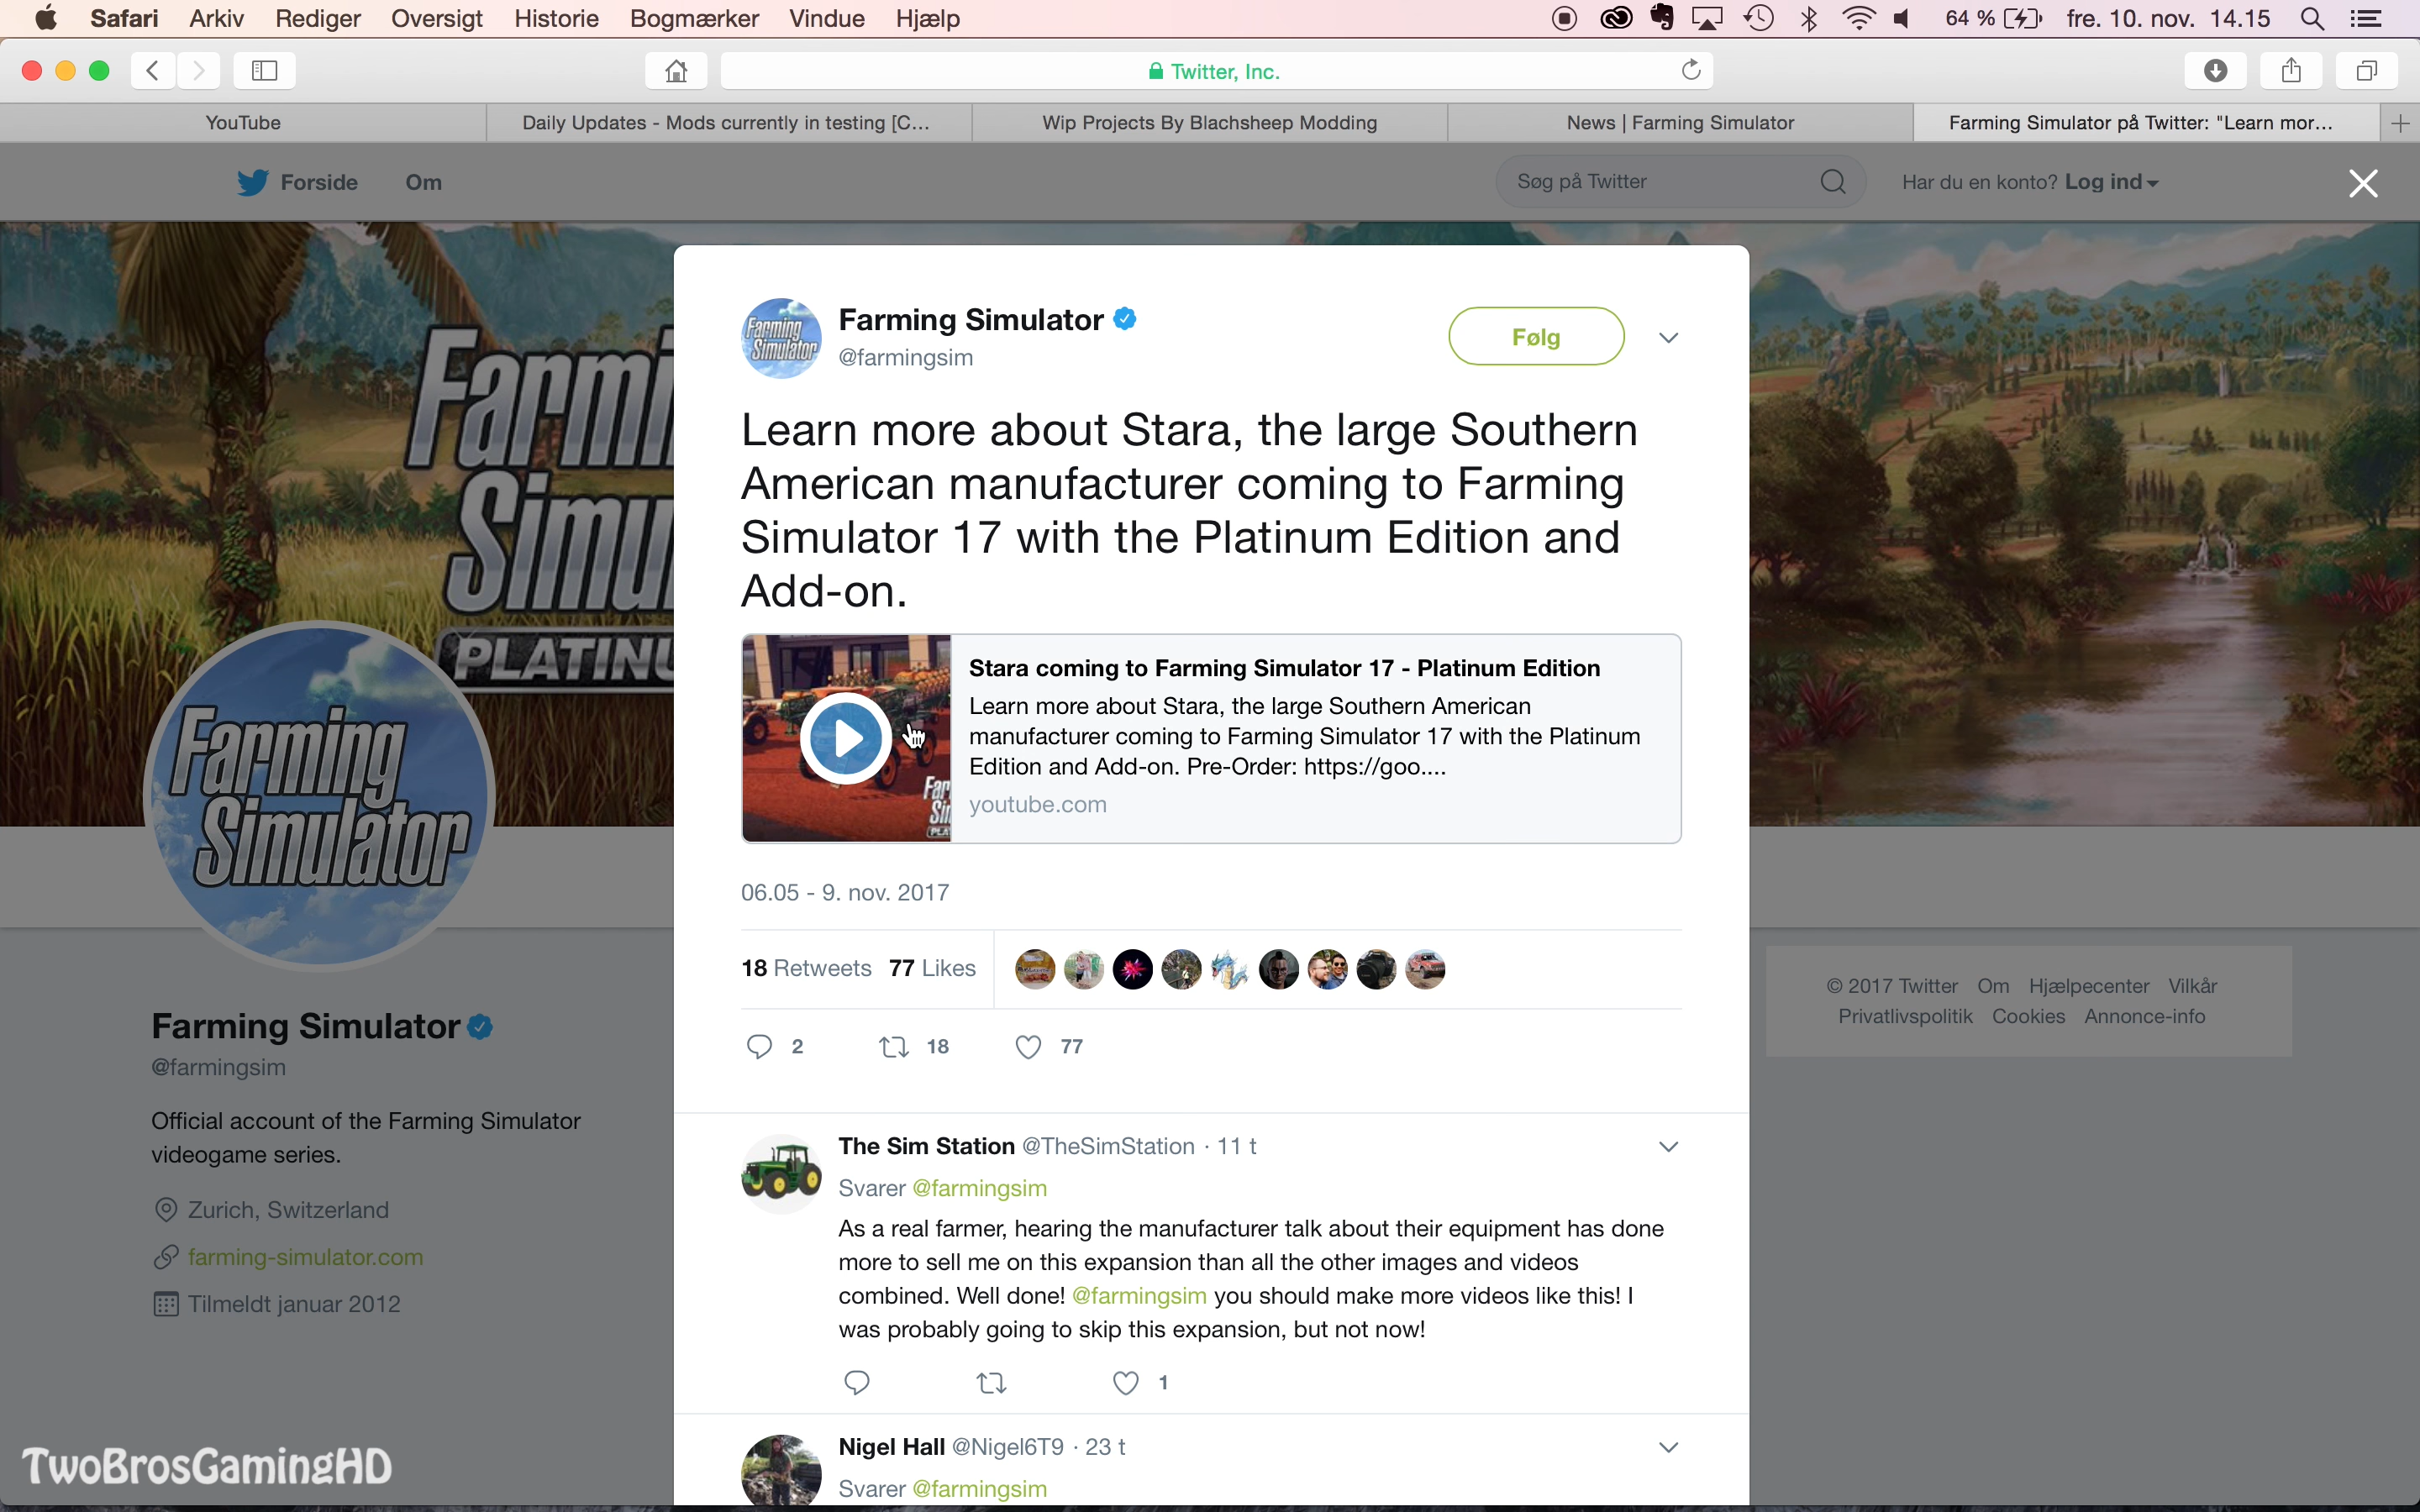 Safari Arkiv Rediger Oversigt Historie Bogmærker Vindue Hjælp 64 % fre. 10. nov. 14.15
Twitter, Inc.
YouTube
Daily Updates - Mods currently in testing [C...
Wip Projects By Blachsheep Modding
News | Farming Simulator
Farming Simulator på Twitter: "Learn mor...
Forside Om
Søg på Twitter
Har du en konto? Log ind
Farmi
Simu
PLATINU
Farming
Simulator
Farming Simulator
@farmingsim
Official account of the Farming Simulator
videogame series.
Zurich, Switzerland
farming-simulator.com
Tilmeldt januar 2012
Farming
Simulator
Farming Simulator
@farmingsim
Følg
Learn more about Stara, the large Southern
American manufacturer coming to Farming
Simulator 17 with the Platinum Edition and
Add-on.
Stara coming to Farming Simulator 17 - Platinum Edition
Learn more about Stara, the large Southern American
manufacturer coming to Farming Simulator 17 with the Platinum
Edition and Add-on. Pre-Order: https://goo....
youtube.com
06.05 - 9. nov. 2017
18 Retweets 77 Likes
2 18 77
The Sim Station @TheSimStation · 11 t
Svarer @farmingsim
As a real farmer, hearing the manufacturer talk about their equipment has done
more to sell me on this expansion than all the other images and videos
combined. Well done! @farmingsim you should make more videos like this! I
was probably going to skip this expansion, but not now!
1
Nigel Hall @Nigel6T9 · 23 t
Svarer @farmingsim
© 2017 Twitter Om Hjælpecenter Vilkår
Privatlivspolitik Cookies Annonce-info
TwoBrosGamingHD